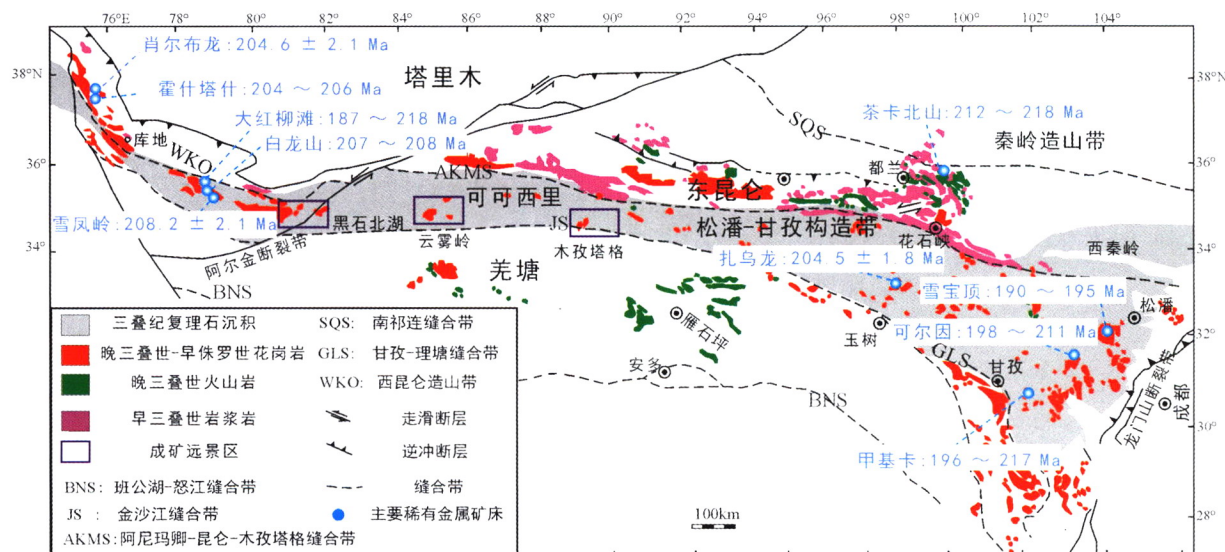 76°E 78° 80° 82° 84° 86° 88° 90° 92° 94° 96° 98° 100° 102° 104°
肖尔布龙:204.6 ± 2.1 Ma
38°N
塔里木
38°N
霍什塔什:204 ～ 206 Ma
大红柳滩:187 ～ 218 Ma
茶卡北山:212 ～ 218 Ma
SQS
秦岭造山带
库地
白龙山:207 ～ 208 Ma
WKO
36°
AKMS
都兰
36°
东昆仑
可可西里
雪凤岭:208.2 ± 2.1 Ma
黑石北湖
JS
松潘-甘孜构造带
花石峡
34°
阿尔金断裂带
云雾岭
木孜塔格
西秦岭
34°
羌塘
扎乌龙:204.5 ± 1.8 Ma
BNS
雪宝顶:190 ～ 195 Ma
松潘
雁石坪
玉树
可尔因:198 ～ 211 Ma
32°
GLS
甘孜
安多
龙门山断裂带
成都
BNS
30°
甲基卡:196 ～ 217 Ma
28°
100km
三叠纪复理石沉积 SQS: 南祁连缝合带
晚三叠世-早侏罗世花岗岩 GLS: 甘孜-理塘缝合带
晚三叠世火山岩 WKO: 西昆仑造山带
早三叠世岩浆岩 走滑断层
成矿远景区 逆冲断层
BNS: 班公湖-怒江缝合带 缝合带
JS : 金沙江缝合带 主要稀有金属矿床
AKMS:阿尼玛卿-昆仑-木孜塔格缝合带